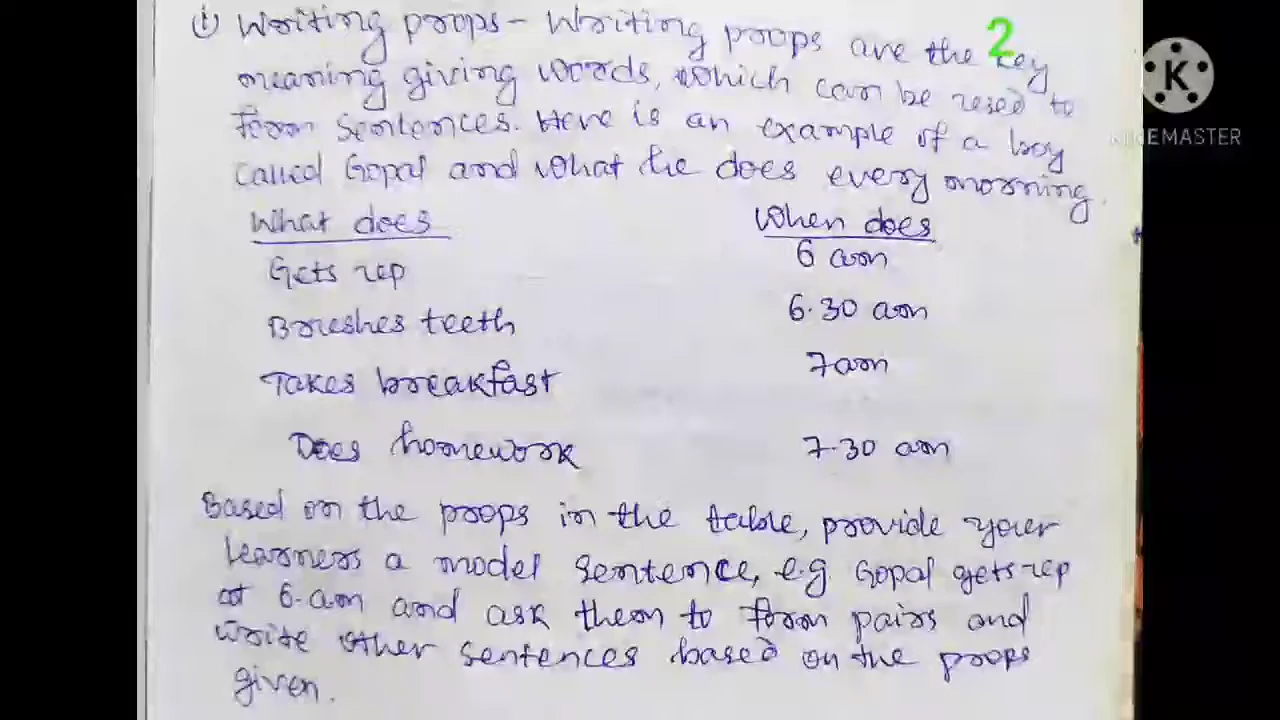 (i) Writing props - Writing props are the key
2
meaning giving words, which can be used to
form sentences. Here is an example of a boy
called Gopal and what he does every morning.
What does When does
Gets up 6 am
Brushes teeth 6.30 am
Takes breakfast 7am
Does homework 7.30 am
Based on the props in the table, provide your
learners a model sentence, e.g Gopal gets up
at 6.am and ask them to form pairs and
write other sentences based on the props
given.
K
KINEMASTER